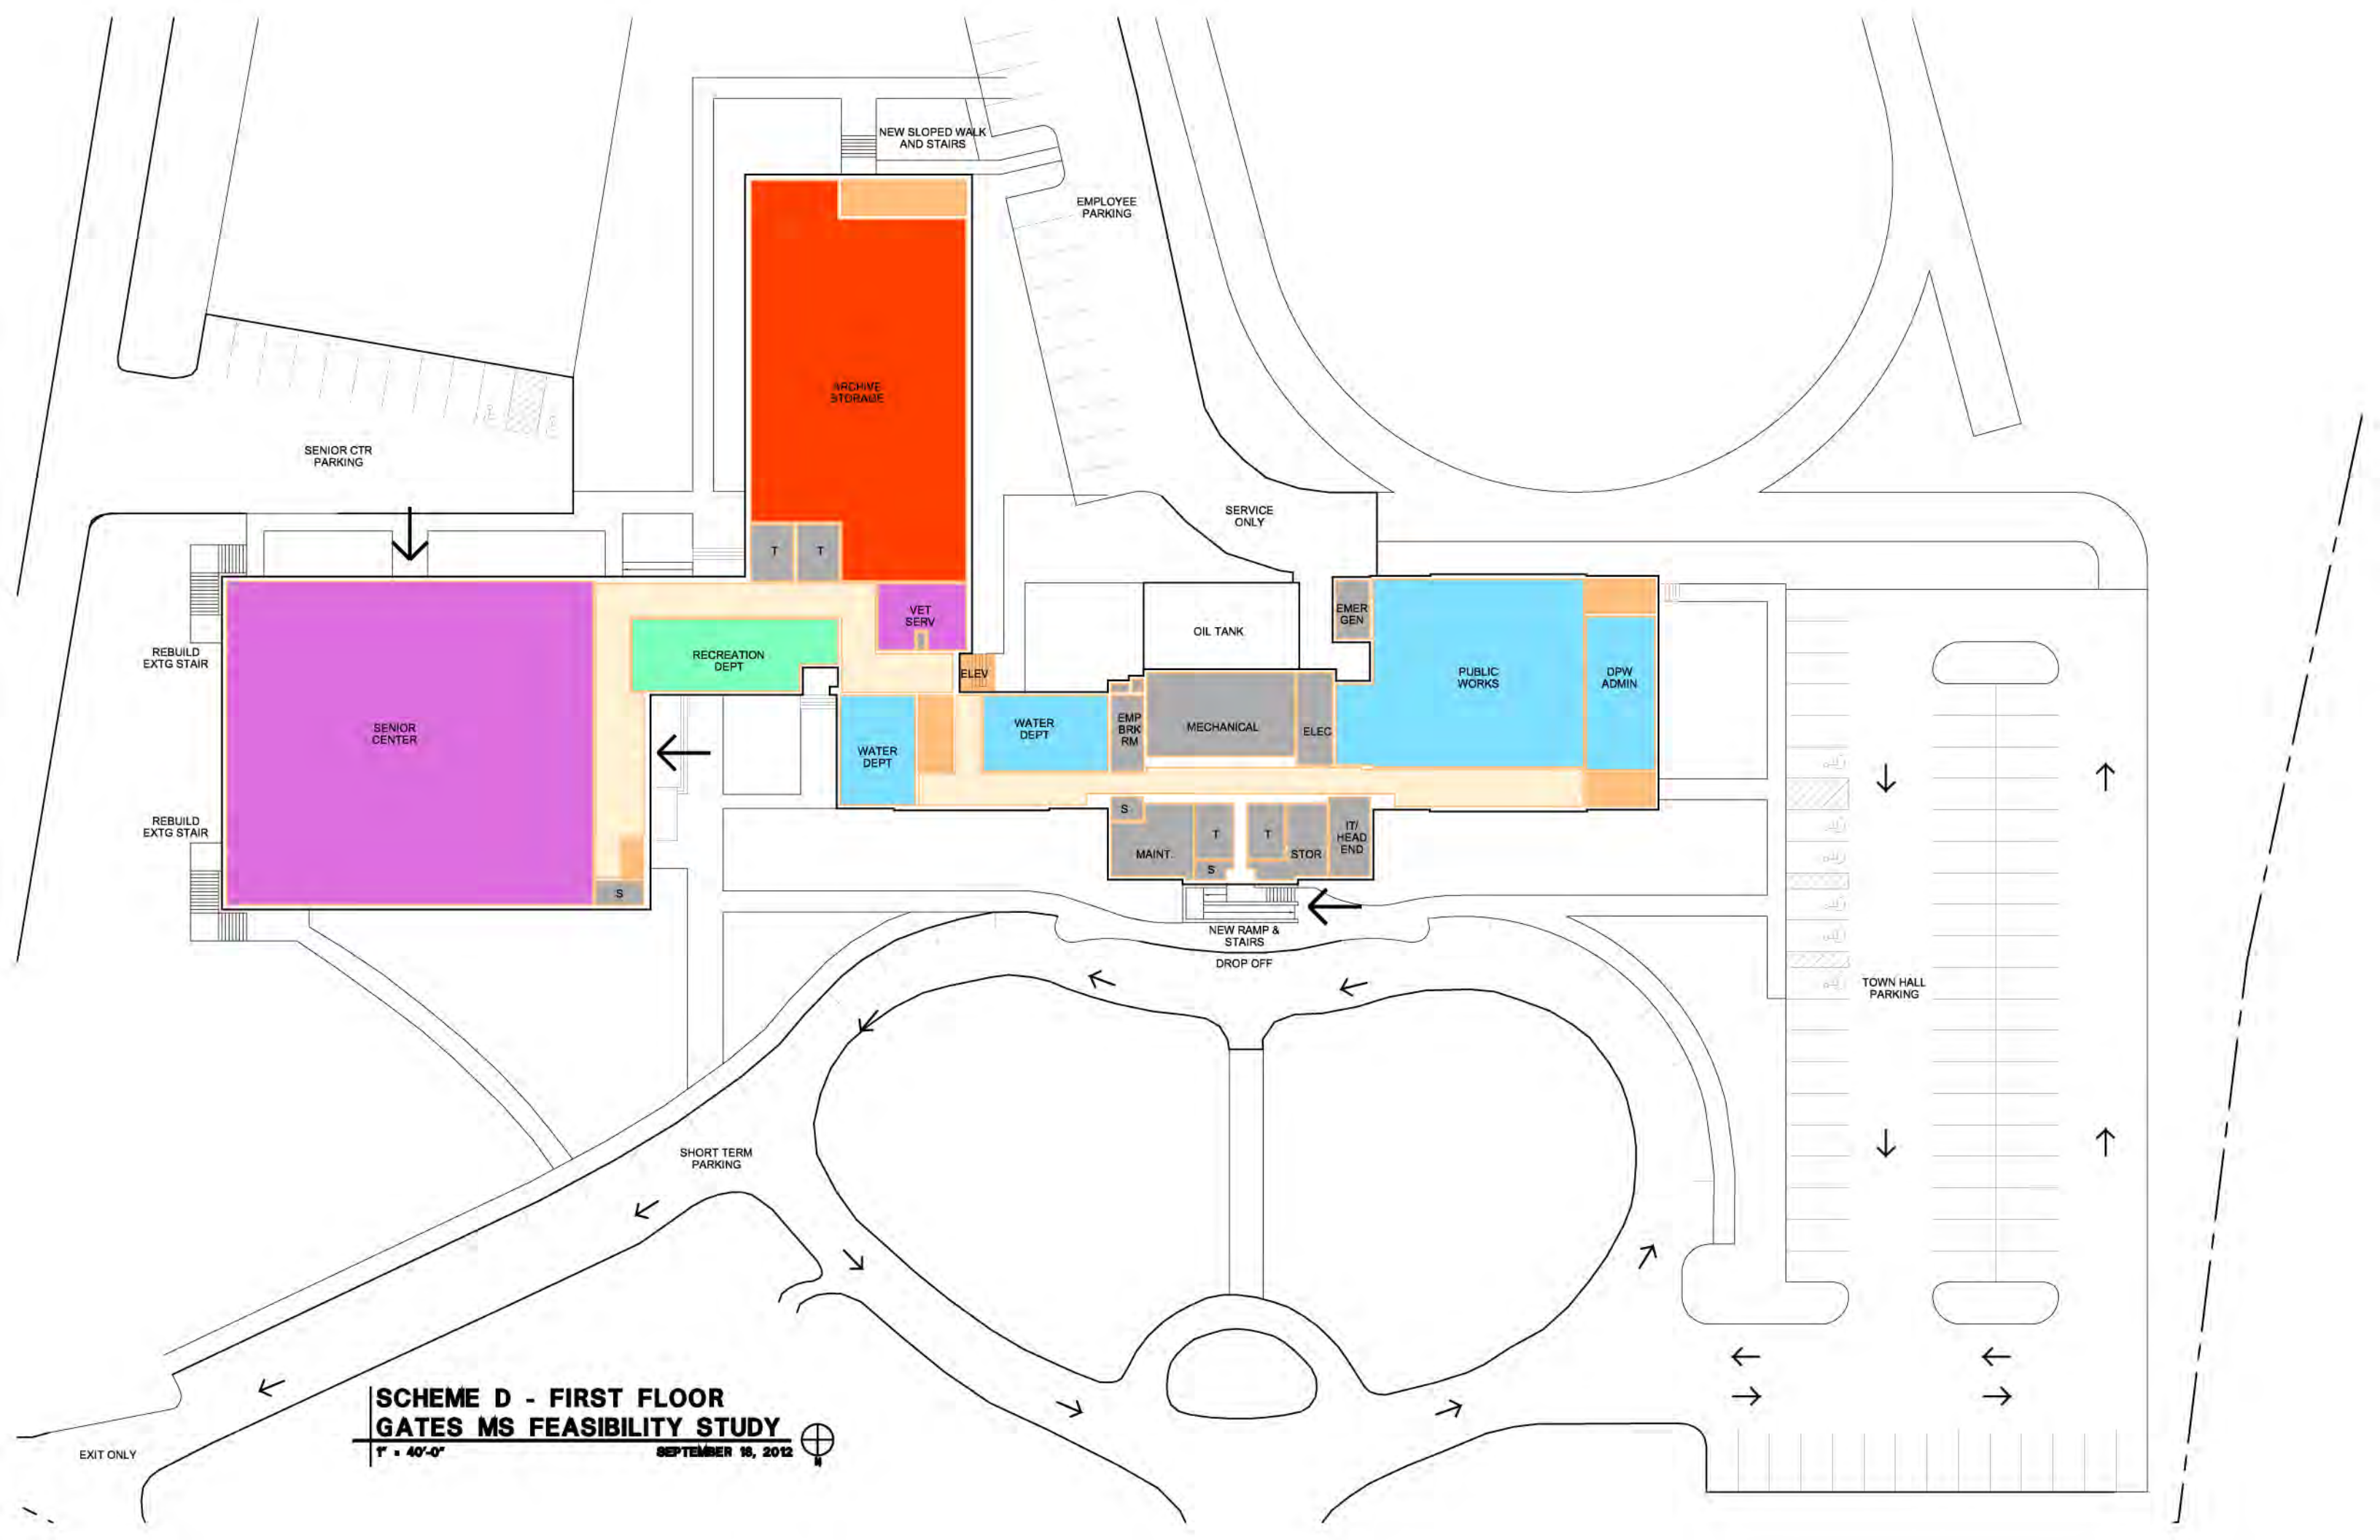 NEW SLOPED WALK
AND STAIRS
EMPLOYEE
PARKING
ARCHIVE
STORAGE
SENIOR CTR
PARKING
SERVICE
ONLY
T
T
VET
SERV
EMER
GEN
OIL TANK
REBUILD
EXTG STAIR
RECREATION
DEPT
ELEV
PUBLIC
WORKS
DPW
ADMIN
SENIOR
CENTER
WATER
DEPT
WATER
DEPT
EMP
BRK
RM
MECHANICAL
ELEC
REBUILD
EXTG STAIR
S
MAINT.
T
S
T
STOR
IT/
HEAD
END
S
NEW RAMP &
STAIRS
DROP OFF
TOWN HALL
PARKING
SHORT TERM
PARKING
SCHEME D - FIRST FLOOR
GATES MS FEASIBILITY STUDY
1" = 40'-0"
SEPTEMBER 18, 2012
N
EXIT ONLY